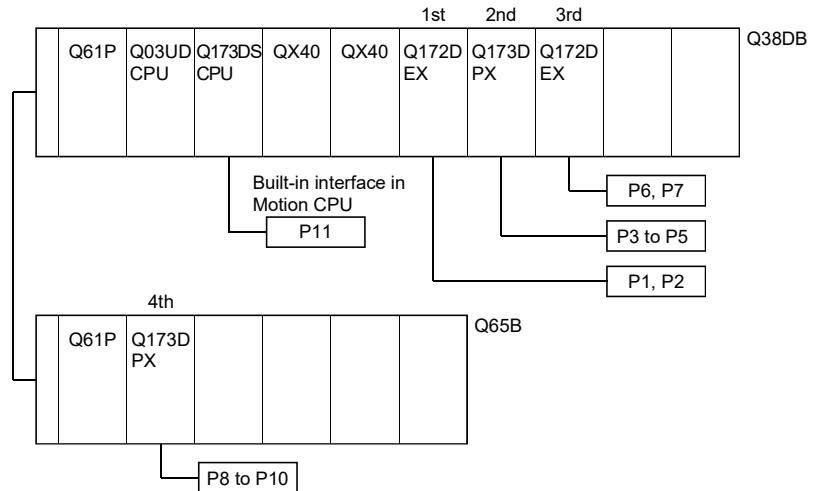 1st 2nd 3rd
Q61P Q03UD CPU Q173DS CPU QX40 QX40 Q172D EX Q173D PX Q172D EX Q38DB
Built-in interface in
Motion CPU
P11
P6, P7
P3 to P5
P1, P2
4th
Q61P Q173D PX Q65B
P8 to P10